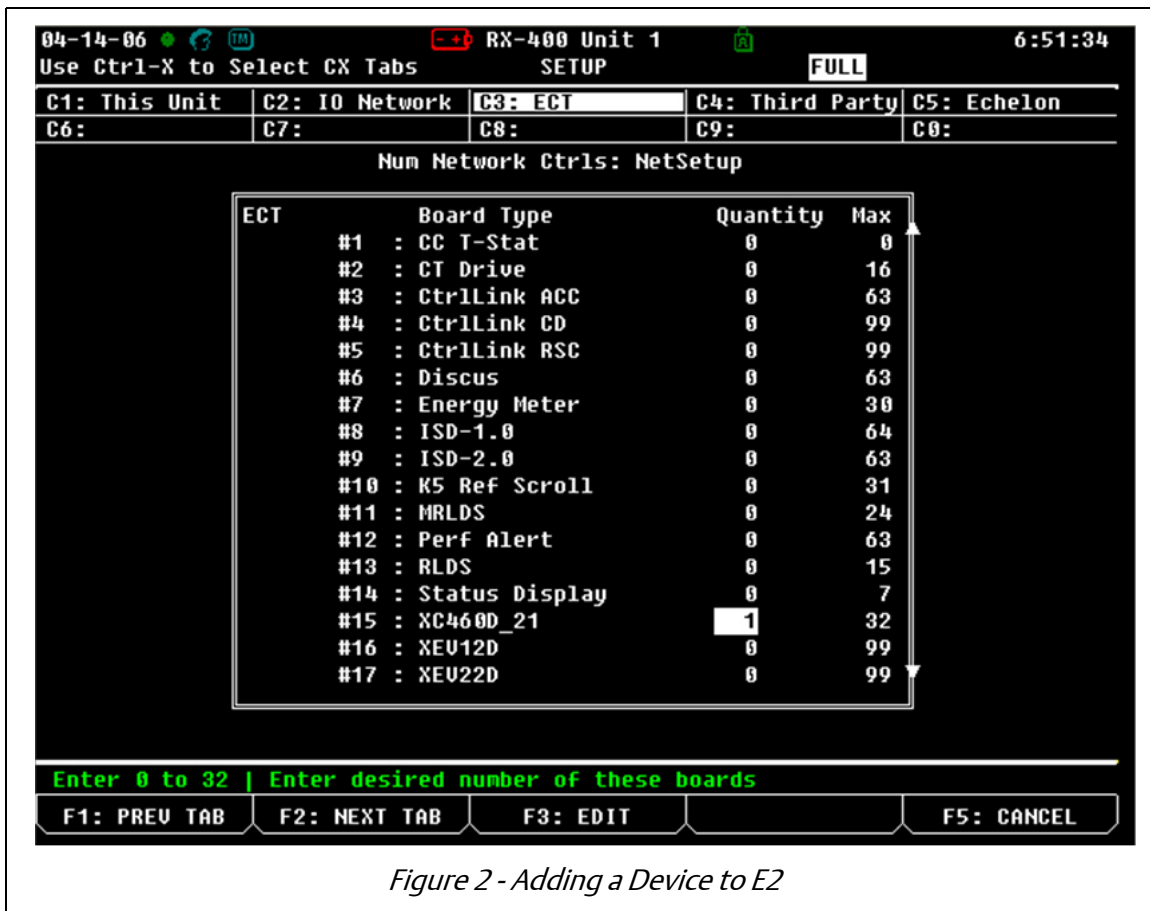 04-14-06 TM - + RX-400 Unit 1 A 6:51:34
Use Ctrl-X to Select CX Tabs SETUP FULL
C1: This Unit C2: IO Network C3: ECT C4: Third Party C5: Echelon
C6: C7: C8: C9: C0:
Num Network Ctrls: NetSetup
ECT Board Type Quantity Max
#1 : CC T-Stat 0 0
#2 : CT Drive 0 16
#3 : CtrlLink ACC 0 63
#4 : CtrlLink CD 0 99
#5 : CtrlLink RSC 0 99
#6 : Discus 0 63
#7 : Energy Meter 0 30
#8 : ISD-1.0 0 64
#9 : ISD-2.0 0 63
#10 : K5 Ref Scroll 0 31
#11 : MRLDS 0 24
#12 : Perf Alert 0 63
#13 : RLDS 0 15
#14 : Status Display 0 7
#15 : XC460D_21 1 32
#16 : XEV12D 0 99
#17 : XEV22D 0 99
Enter 0 to 32 | Enter desired number of these boards
F1: PREV TAB F2: NEXT TAB F3: EDIT F5: CANCEL
Figure 2 - Adding a Device to E2